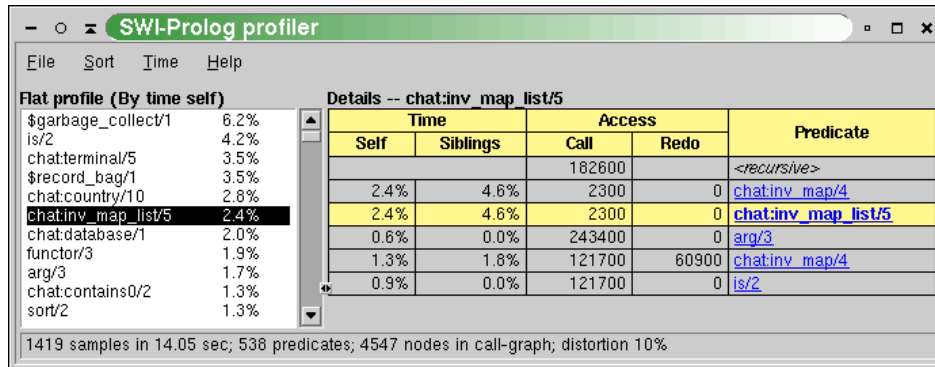 SWI-Prolog profiler
File Sort Time Help
Flat profile (By time self)
$garbage_collect/1 6.2%
is/2 4.2%
chat:terminal/5 3.5%
$record_bag/1 3.5%
chat:country/10 2.8%
chat:inv_map_list/5 2.4%
chat:database/1 2.0%
functor/3 1.9%
arg/3 1.7%
chat:contains0/2 1.3%
sort/2 1.3%
Details -- chat:inv_map_list/5
Time Access Predicate
Self Siblings Call Redo
182600 <recursive>
2.4% 4.6% 2300 0 chat:inv_map/4
2.4% 4.6% 2300 0 chat:inv_map_list/5
0.6% 0.0% 243400 0 arg/3
1.3% 1.8% 121700 60900 chat:inv_map/4
0.9% 0.0% 121700 0 is/2
1419 samples in 14.05 sec; 538 predicates; 4547 nodes in call-graph; distortion 10%